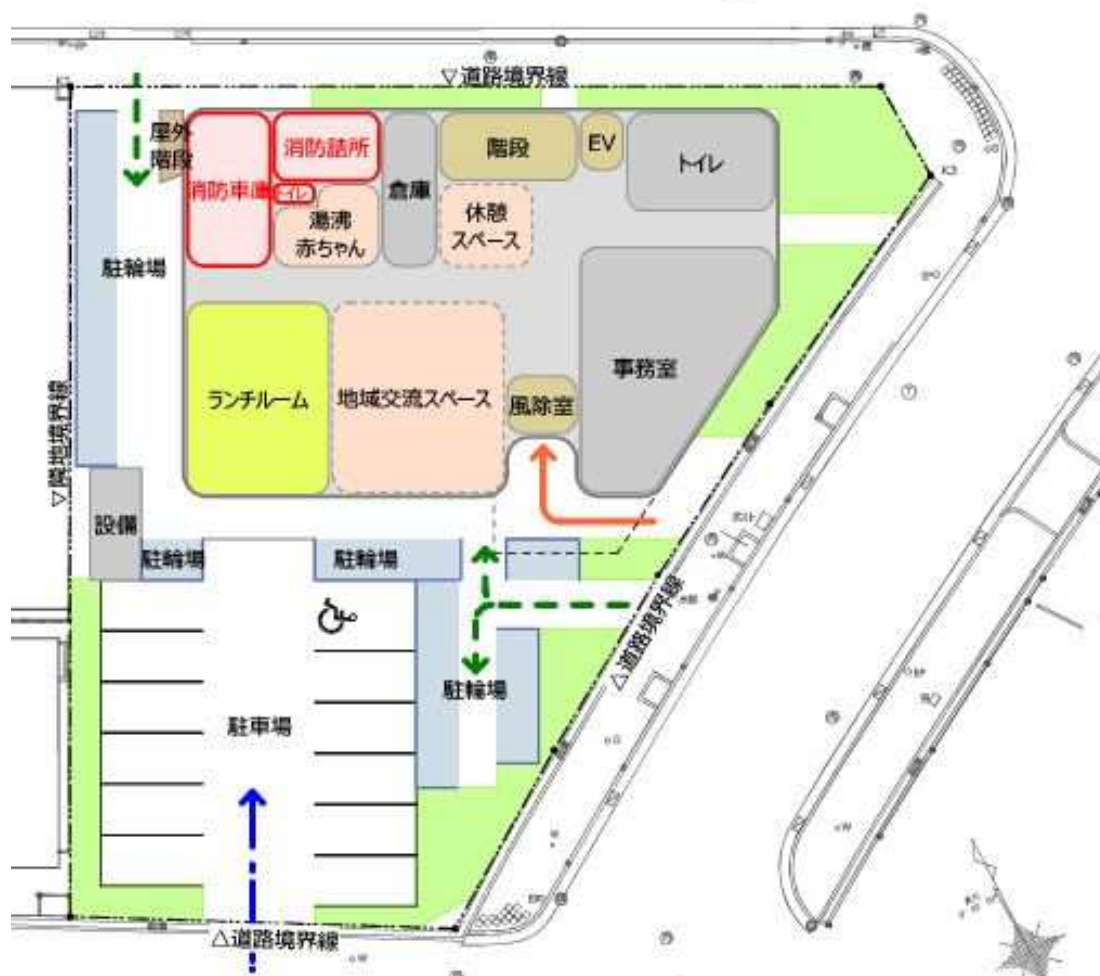 ▽道路境界線
屋外
階段
消防車庫
消防詰所
トイレ
湯沸
赤ちゃん
倉庫
階段
EV
トイレ
休憩
スペース
駐輪場
ランチルーム
地域交流スペース
風除室
事務室
▽隣地境界線
設備
駐輪場
駐輪場
駐輪場
駐車場
△道路境界線
△道路境界線